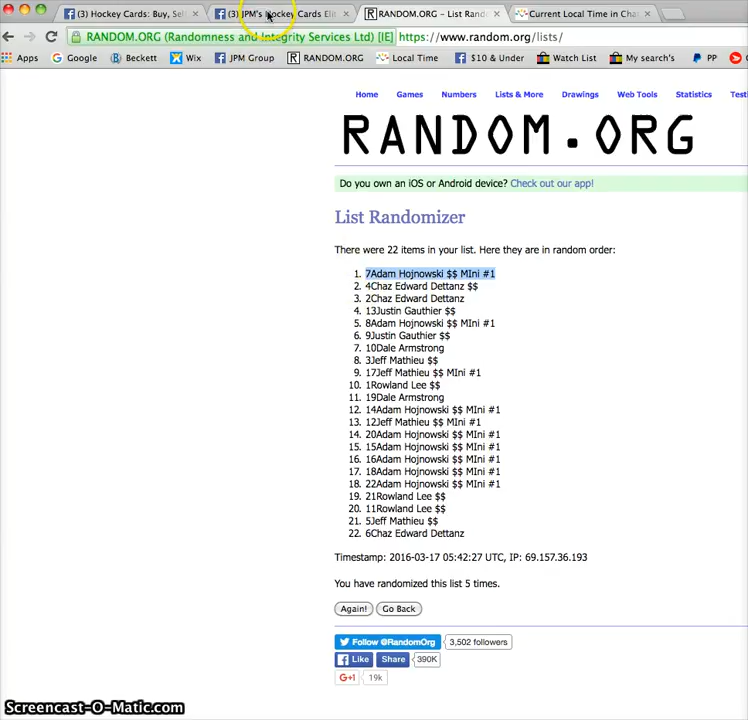 (3) Hockey Cards: Buy, Sel
(3) JPM's Hockey Cards Elit
RANDOM.ORG - List Rando
Current Local Time in Cha
RANDOM.ORG (Randomness and Integrity Services Ltd) [IE] https://www.random.org/lists/
Apps Google Beckett Wix JPM Group RANDOM.ORG Local Time $10 & Under Watch List My search's PP
Home Games Numbers Lists & More Drawings Web Tools Statistics Testi
RANDOM.ORG
Do you own an iOS or Android device? Check out our app!
List Randomizer
There were 22 items in your list. Here they are in random order:
1. 7Adam Hojnowski $$ MIni #1
2. 4Chaz Edward Dettanz $$
3. 2Chaz Edward Dettanz
4. 13Justin Gauthier $$
5. 8Adam Hojnowski $$ MIni #1
6. 9Justin Gauthier $$
7. 10Dale Armstrong
8. 3Jeff Mathieu $$
9. 17Jeff Mathieu $$ MIni #1
10. 1Rowland Lee $$
11. 19Dale Armstrong
12. 14Adam Hojnowski $$ MIni #1
13. 12Jeff Mathieu $$ MIni #1
14. 20Adam Hojnowski $$ MIni #1
15. 15Adam Hojnowski $$ MIni #1
16. 16Adam Hojnowski $$ MIni #1
17. 18Adam Hojnowski $$ MIni #1
18. 22Adam Hojnowski $$ MIni #1
19. 21Rowland Lee $$
20. 11Rowland Lee $$
21. 5Jeff Mathieu $$
22. 6Chaz Edward Dettanz
Timestamp: 2016-03-17 05:42:27 UTC, IP: 69.157.36.193
You have randomized this list 5 times.
Again! Go Back
Follow @RandomOrg 3,502 followers
Like Share 390K
G+1 19k
Screencast-O-Matic.com